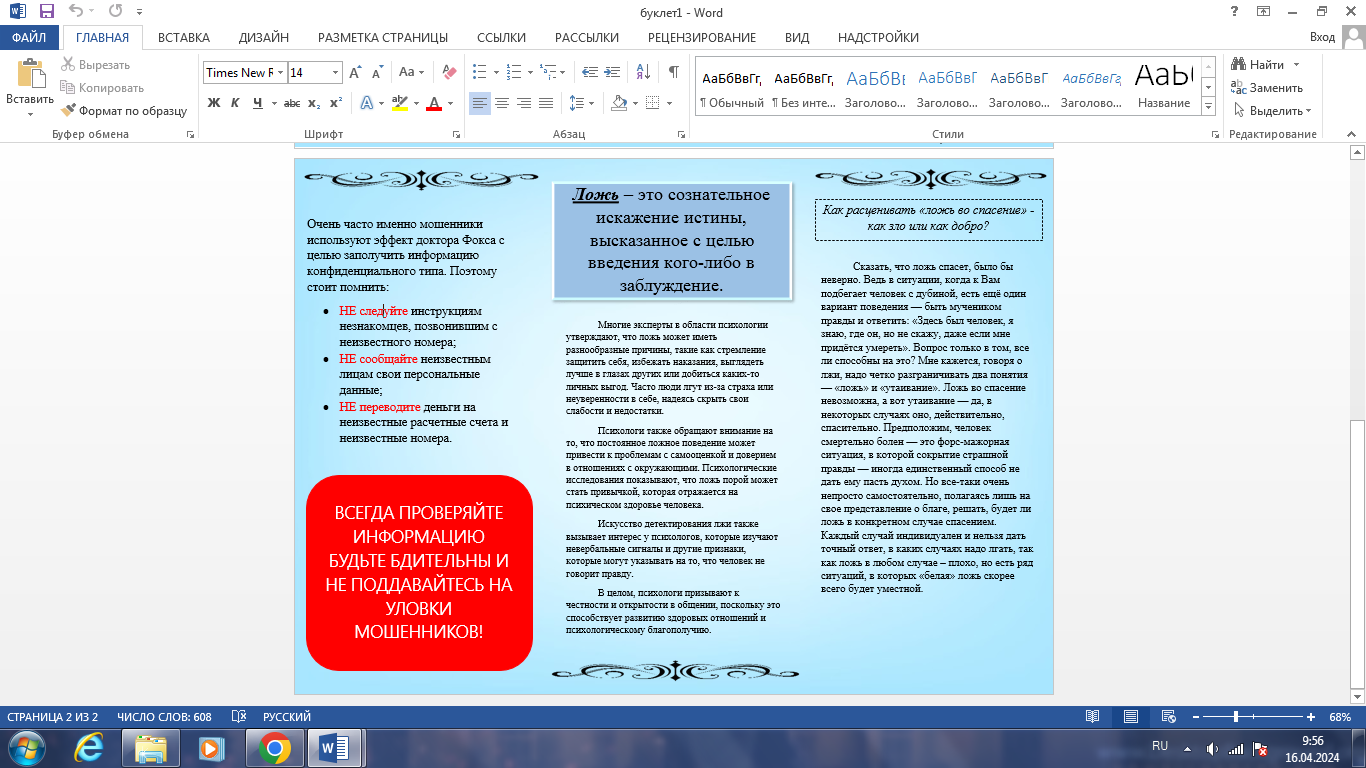 буклет1 - Word
ФАЙЛ ГЛАВНАЯ ВСТАВКА ДИЗАЙН РАЗМЕТКА СТРАНИЦЫ ССЫЛКИ РАССЫЛКИ РЕЦЕНЗИРОВАНИЕ ВИД НАДСТРОЙКИ Вход
Вставить
Вырезать
Копировать
Формат по образцу
Буфер обмена
Times New R 14
Ж К Ч abc x₂ x²
Шрифт
Абзац
АаБбВвГг, АаБбВвГг, АаБбВв АаБбВвГ АаБбВвГ АаБбВвГг АаБ
¶ Обычный ¶ Без инте... Заголово... Заголово... Заголово... Заголово... Название
Стили
Найти
Заменить
Выделить
Редактирование
Очень часто именно мошенники
используют эффект доктора Фокса с
целью заполучить информацию
конфиденциального типа. Поэтому
стоит помнить:
• НЕ следуйте инструкциям
незнакомцев, позвонившим с
неизвестного номера;
• НЕ сообщайте неизвестным
лицам свои персональные
данные;
• НЕ переводите деньги на
неизвестные расчетные счета и
неизвестные номера.
ВСЕГДА ПРОВЕРЯЙТЕ
ИНФОРМАЦИЮ
БУДЬТЕ БДИТЕЛЬНЫ И
НЕ ПОДДАВАЙТЕСЬ НА
УЛОВКИ
МОШЕННИКОВ!
Ложь – это сознательное
искажение истины,
высказанное с целью
введения кого-либо в
заблуждение.
Многие эксперты в области психологии
утверждают, что ложь может иметь
разнообразные причины, такие как стремление
защитить себя, избежать наказания, выглядеть
лучше в глазах других или добиться каких-то
личных выгод. Часто люди лгут из-за страха или
неуверенности в себе, надеясь скрыть свои
слабости и недостатки.
Психологи также обращают внимание на
то, что постоянное ложное поведение может
привести к проблемам с самооценкой и доверием
в отношениях с окружающими. Психологические
исследования показывают, что ложь порой может
стать привычкой, которая отражается на
психическом здоровье человека.
Искусство детектирования лжи также
вызывает интерес у психологов, которые изучают
невербальные сигналы и другие признаки,
которые могут указывать на то, что человек не
говорит правду.
В целом, психологи призывают к
честности и открытости в общении, поскольку это
способствует развитию здоровых отношений и
психологическому благополучию.
Как расценивать «ложь во спасение» -
как зло или как добро?
Сказать, что ложь спасет, было бы
неверно. Ведь в ситуации, когда к Вам
подбегает человек с дубиной, есть ещё один
вариант поведения — быть мучеником
правды и ответить: «Здесь был человек, я
знаю, где он, но не скажу, даже если мне
придётся умереть». Вопрос только в том, все
ли способны на это? Мне кажется, говоря о
лжи, надо четко разграничивать два понятия
— «ложь» и «утаивание». Ложь во спасение
невозможна, а вот утаивание — да, в
некоторых случаях оно, действительно,
спасительно. Предположим, человек
смертельно болен — это форс-мажорная
ситуация, в которой сокрытие страшной
правды — иногда единственный способ не
дать ему пасть духом. Но все-таки очень
непросто самостоятельно, полагаясь лишь на
свое представление о благе, решать, будет ли
ложь в конкретном случае спасением.
Каждый случай индивидуален и нельзя дать
точный ответ, в каких случаях надо лгать, так
как ложь в любом случае – плохо, но есть ряд
ситуаций, в которых «белая» ложь скорее
всего будет уместной.
СТРАНИЦА 2 ИЗ 2 ЧИСЛО СЛОВ: 608 РУССКИЙ 68%
RU 9:56
16.04.2024